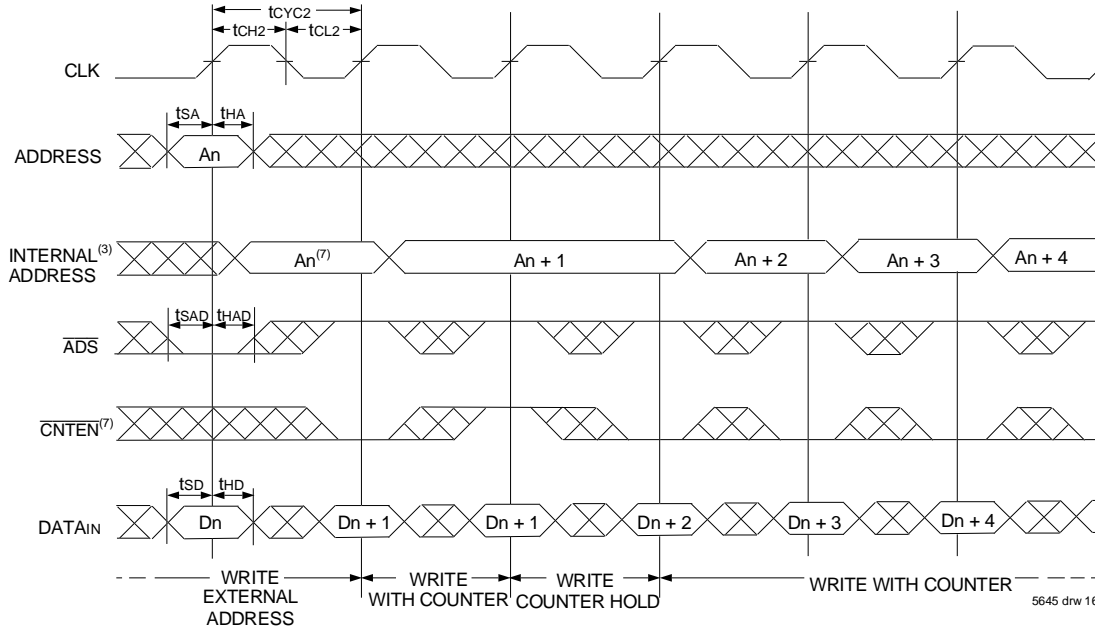 tCYC2
tCH2 tCL2
CLK
tSA tHA
ADDRESS An
INTERNAL(3) ADDRESS An(7) An + 1 An + 2 An + 3 An + 4
tSAD tHAD
ADS
CNTEN(7)
tSD tHD
DATAIN Dn Dn + 1 Dn + 1 Dn + 2 Dn + 3 Dn + 4
WRITE EXTERNAL ADDRESS
WRITE WITH COUNTER
WRITE COUNTER HOLD
WRITE WITH COUNTER
5645 drw 16